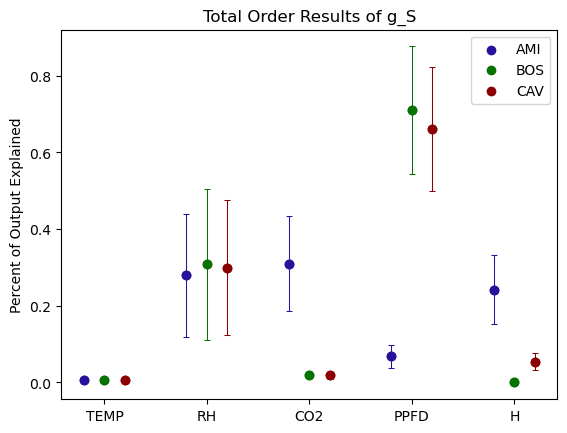 Total Order Results of g_S
AMI
BOS
CAV
Percent of Output Explained
0.8
0.6
0.4
0.2
0.0
TEMP RH CO2 PPFD H